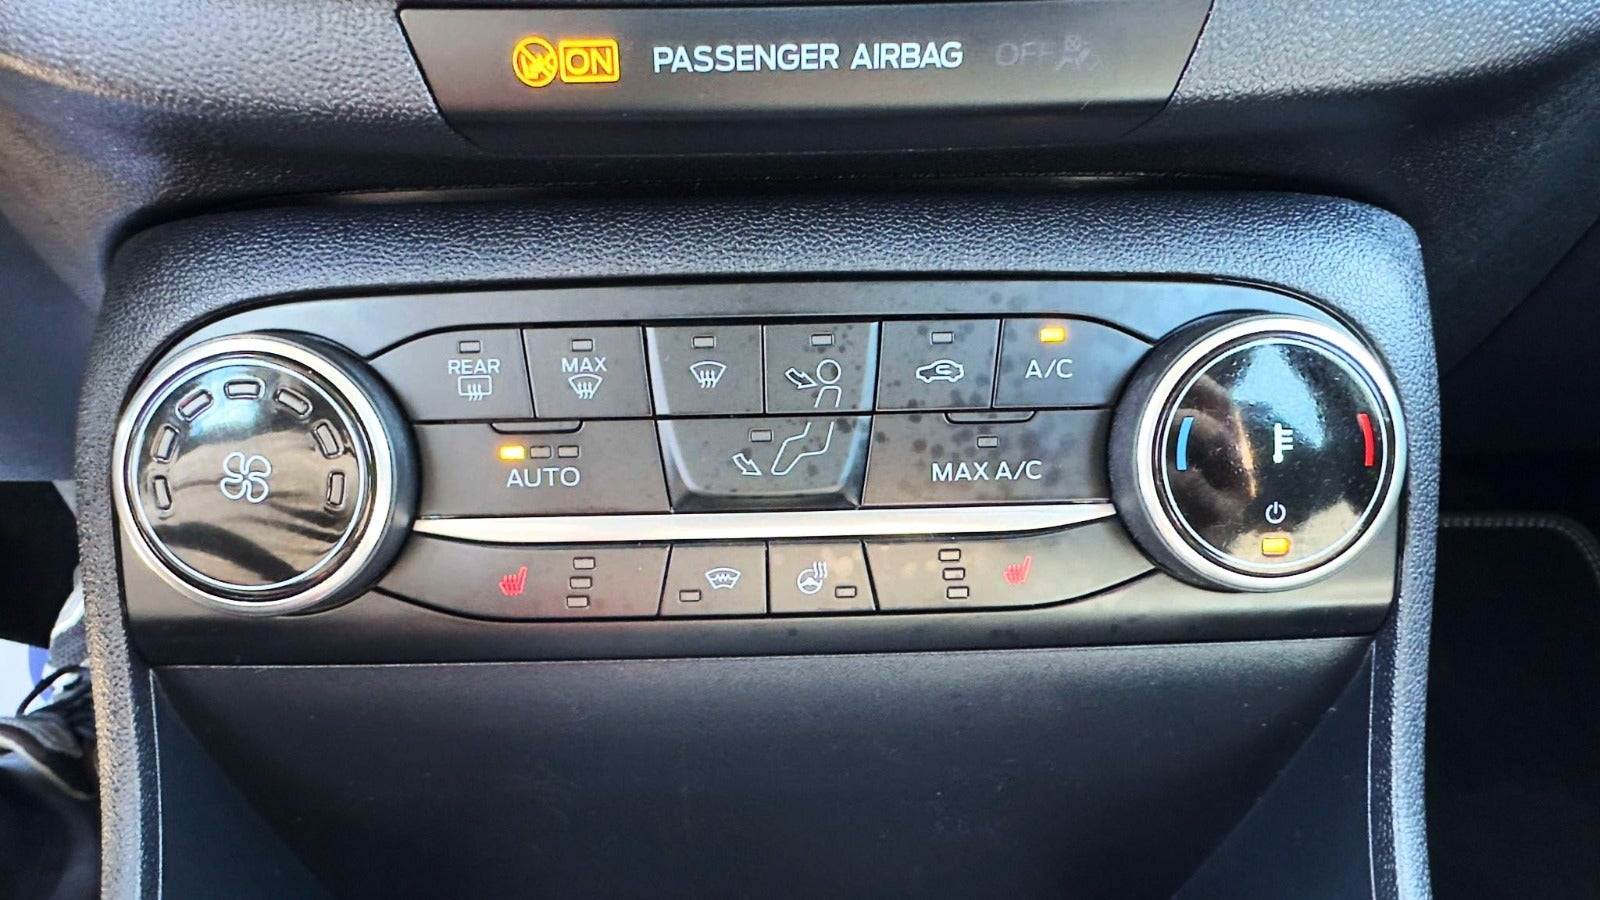 ON PASSENGER AIRBAG OFF
REAR MAX A/C
AUTO MAX A/C